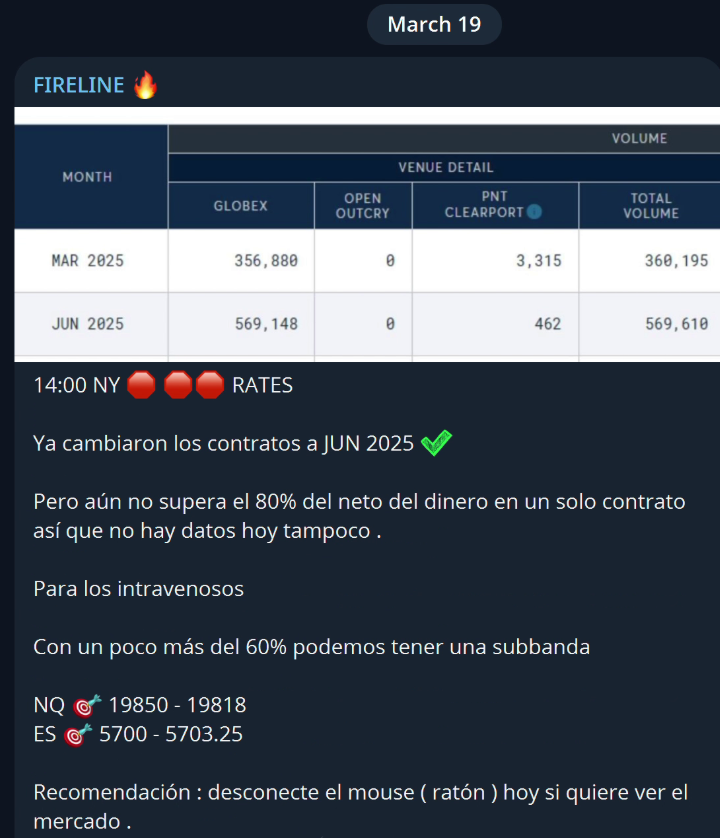 March 19
FIRELINE 🔥
VOLUME
MONTH
VENUE DETAIL
GLOBEX
OPEN OUTCRY
PNT CLEARPORT
TOTAL VOLUME
MAR 2025 356,880 0 3,315 360,195
JUN 2025 569,148 0 462 569,610
14:00 NY 🛑 🛑 🛑 RATES
Ya cambiaron los contratos a JUN 2025 ✅
Pero aún no supera el 80% del neto del dinero en un solo contrato
así que no hay datos hoy tampoco .
Para los intravenosos
Con un poco más del 60% podemos tener una subbanda
NQ 🎯 19850 - 19818
ES 🎯 5700 - 5703.25
Recomendación : desconecte el mouse ( ratón ) hoy si quiere ver el
mercado .